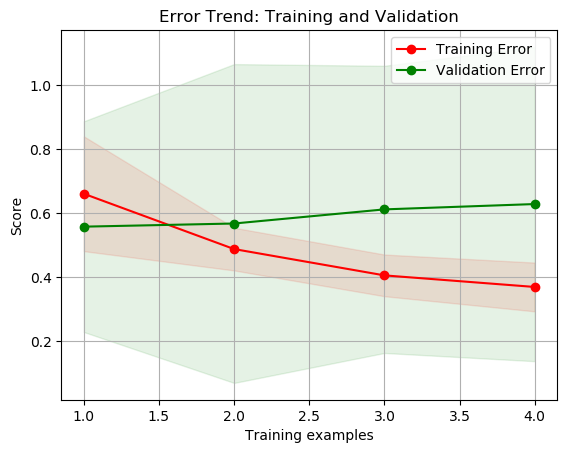 Error Trend: Training and Validation
Training Error
Validation Error
Score
1.0
0.8
0.6
0.4
0.2
1.0
1.5
2.0
2.5
3.0
3.5
4.0
Training examples